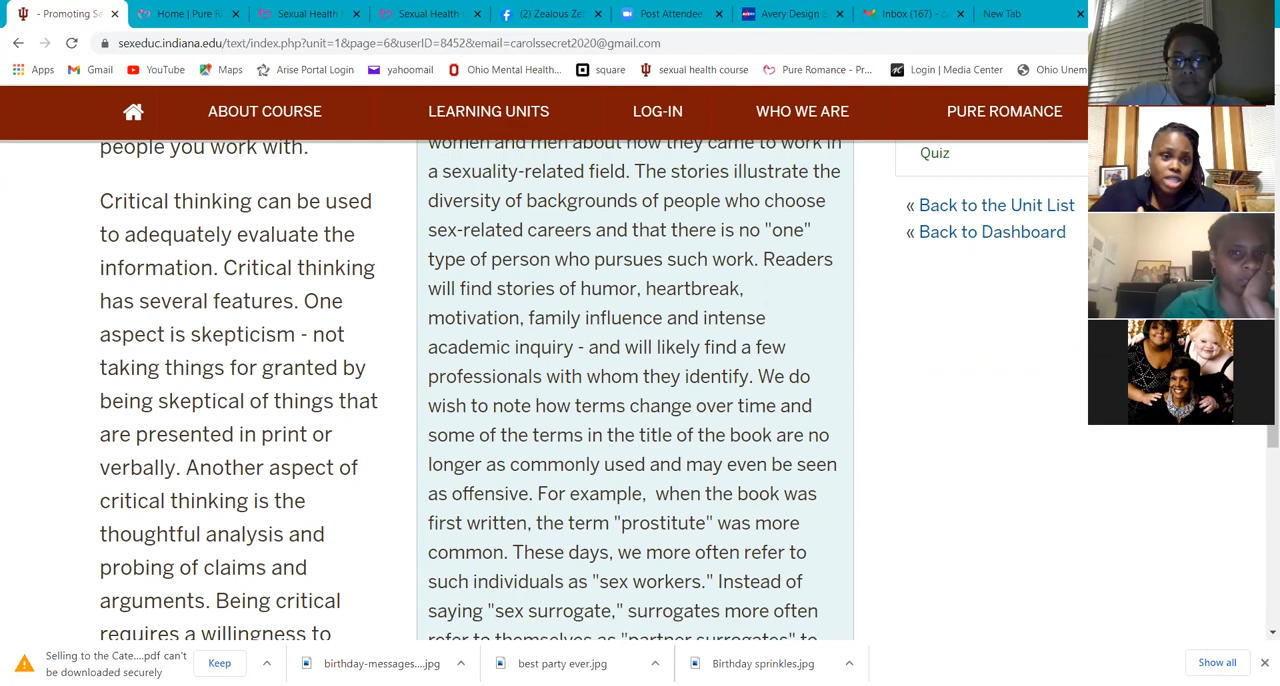 - Promoting Se
Home | Pure R
Sexual Health
Sexual Health
(2) Zealous Ze
Post Attendee
Avery Design &
Inbox (167) -
New Tab
sexeduc.indiana.edu/text/index.php?unit=1&page=6&userID=8452&email=carolssecret2020@gmail.com
Apps
Gmail
YouTube
Maps
Arise Portal Login
yahoomail
Ohio Mental Health...
square
sexual health course
Pure Romance - Pr...
Login | Media Center
Ohio Unem
ABOUT COURSE
LEARNING UNITS
LOG-IN
WHO WE ARE
PURE ROMANCE
people you work with.
Critical thinking can be used
to adequately evaluate the
information. Critical thinking
has several features. One
aspect is skepticism - not
taking things for granted by
being skeptical of things that
are presented in print or
verbally. Another aspect of
critical thinking is the
thoughtful analysis and
probing of claims and
arguments. Being critical
requires a willingness to
women and men about how they came to work in
a sexuality-related field. The stories illustrate the
diversity of backgrounds of people who choose
sex-related careers and that there is no "one"
type of person who pursues such work. Readers
will find stories of humor, heartbreak,
motivation, family influence and intense
academic inquiry - and will likely find a few
professionals with whom they identify. We do
wish to note how terms change over time and
some of the terms in the title of the book are no
longer as commonly used and may even be seen
as offensive. For example, when the book was
first written, the term "prostitute" was more
common. These days, we more often refer to
such individuals as "sex workers." Instead of
saying "sex surrogate," surrogates more often
refer to themselves as "partner surrogates" to
Quiz
« Back to the Unit List
« Back to Dashboard
Selling to the Cate....pdf can't
be downloaded securely
Keep
birthday-messages....jpg
best party ever.jpg
Birthday sprinkles.jpg
Show all